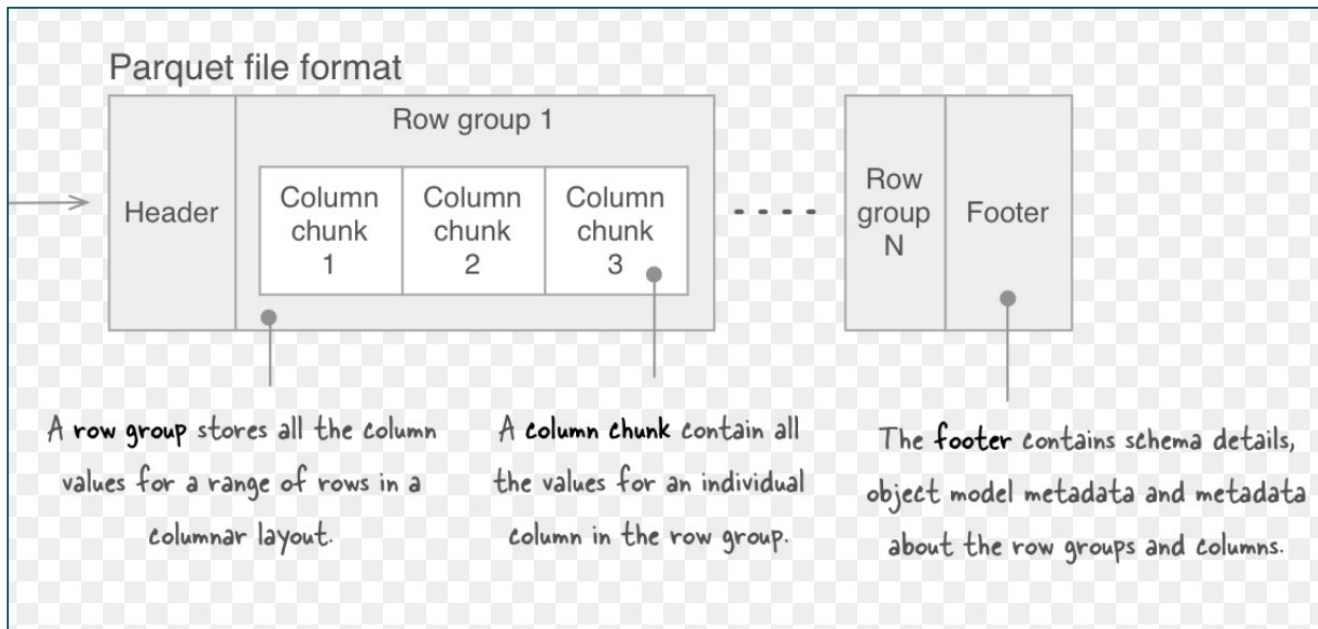 Parquet file format
Header
Row group 1
Column
chunk
1
Column
chunk
2
Column
chunk
3
Row
group
N
Footer
A row group stores all the column
values for a range of rows in a
columnar layout.
A column chunk contain all
the values for an individual
column in the row group.
The footer contains schema details,
object model metadata and metadata
about the row groups and columns.